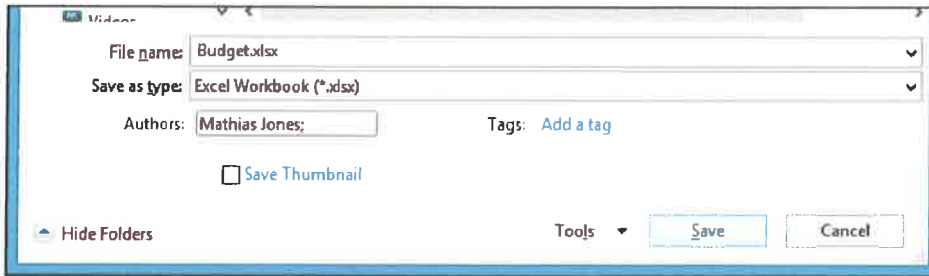 Videos
File name: Budget.xlsx
Save as type: Excel Workbook (*.xlsx)
Authors: Mathias Jones; Tags: Add a tag
Save Thumbnail
Hide Folders Tools Save Cancel